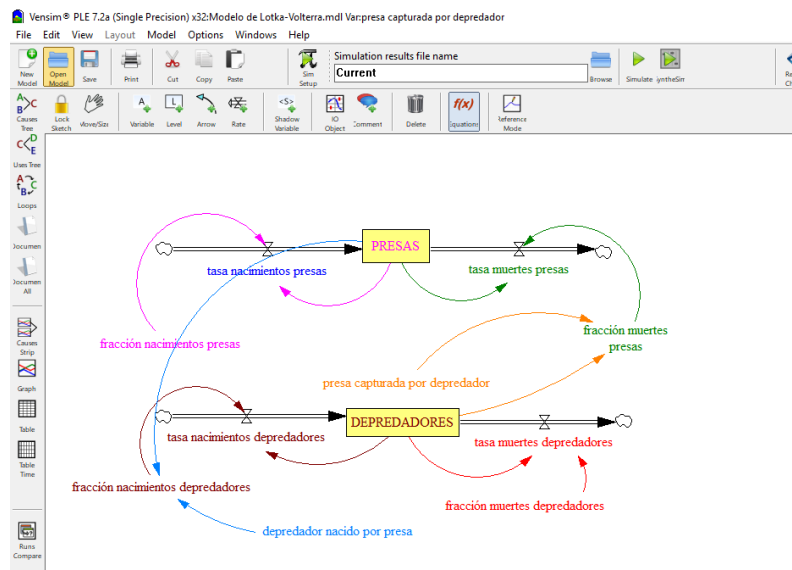 Vensim® PLE 7.2a (Single Precision) x32:Modelo de Lotka-Volterra.mdl Var:presa capturada por depredador
File Edit View Layout Model Options Windows Help
Simulation results file name
Current
New Model
Open Model
Save
Print
Cut
Copy
Paste
Sim Setup
Browse
Simulate
Causes Tree
Lock Sketch
Variable
Level
Arrow
Rate
Shadow Variable
IO Object
Delete
f(x)
Equations
Reference Mode
Uses Tree
Loops
Documen
Documen All
Causes Strip
Graph
Table
Table Time
Runs Compare
PRESAS
tasa nacimientos presas
tasa muertes presas
fracción nacimientos presas
fracción muertes
presas
presa capturada por depredador
DEPREDADORES
tasa nacimientos depredadores
tasa muertes depredadores
fracción nacimientos depredadores
fracción muertes depredadores
depredador nacido por presa